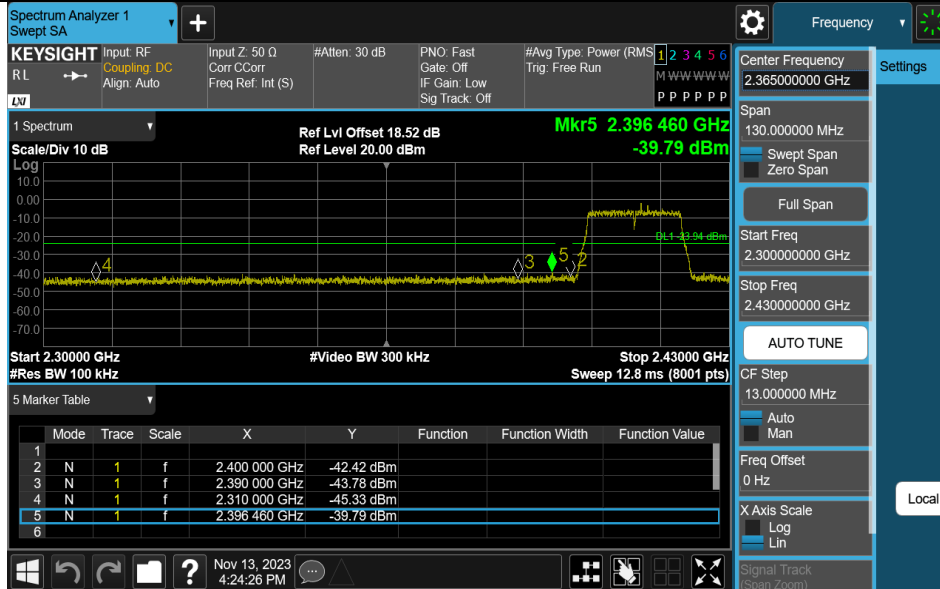 Spectrum Analyzer 1
Swept SA
+
Frequency
KEYSIGHT
RL
LXI
Input: RF
Coupling: DC
Align: Auto
Input Z: 50 Ω
Corr CCorr
Freq Ref: Int (S)
#Atten: 30 dB
PNO: Fast
Gate: Off
IF Gain: Low
Sig Track: Off
#Avg Type: Power (RMS
Trig: Free Run
1 2 3 4 5 6
M W W W W W
P P P P P P
1 Spectrum
Scale/Div 10 dB
Ref Lvl Offset 18.52 dB
Ref Level 20.00 dBm
Mkr5 2.396 460 GHz
-39.79 dBm
Log
10.0
0.00
-10.0
-20.0
-30.0
-40.0
-50.0
-60.0
-70.0
DL1 -23.94 dBm
4
3
5
2
Start 2.30000 GHz
#Res BW 100 kHz
#Video BW 300 kHz
Stop 2.43000 GHz
Sweep 12.8 ms (8001 pts)
5 Marker Table
Mode Trace Scale X Y Function Function Width Function Value
1
2 N 1 f 2.400 000 GHz -42.42 dBm
3 N 1 f 2.390 000 GHz -43.78 dBm
4 N 1 f 2.310 000 GHz -45.33 dBm
5 N 1 f 2.396 460 GHz -39.79 dBm
6
?
Nov 13, 2023
4:24:26 PM
Center Frequency
2.365000000 GHz
Span
130.000000 MHz
Swept Span
Zero Span
Full Span
Start Freq
2.300000000 GHz
Stop Freq
2.430000000 GHz
AUTO TUNE
CF Step
13.000000 MHz
Auto
Man
Freq Offset
0 Hz
X Axis Scale
Log
Lin
Signal Track
(Span Zoom)
Settings
Local